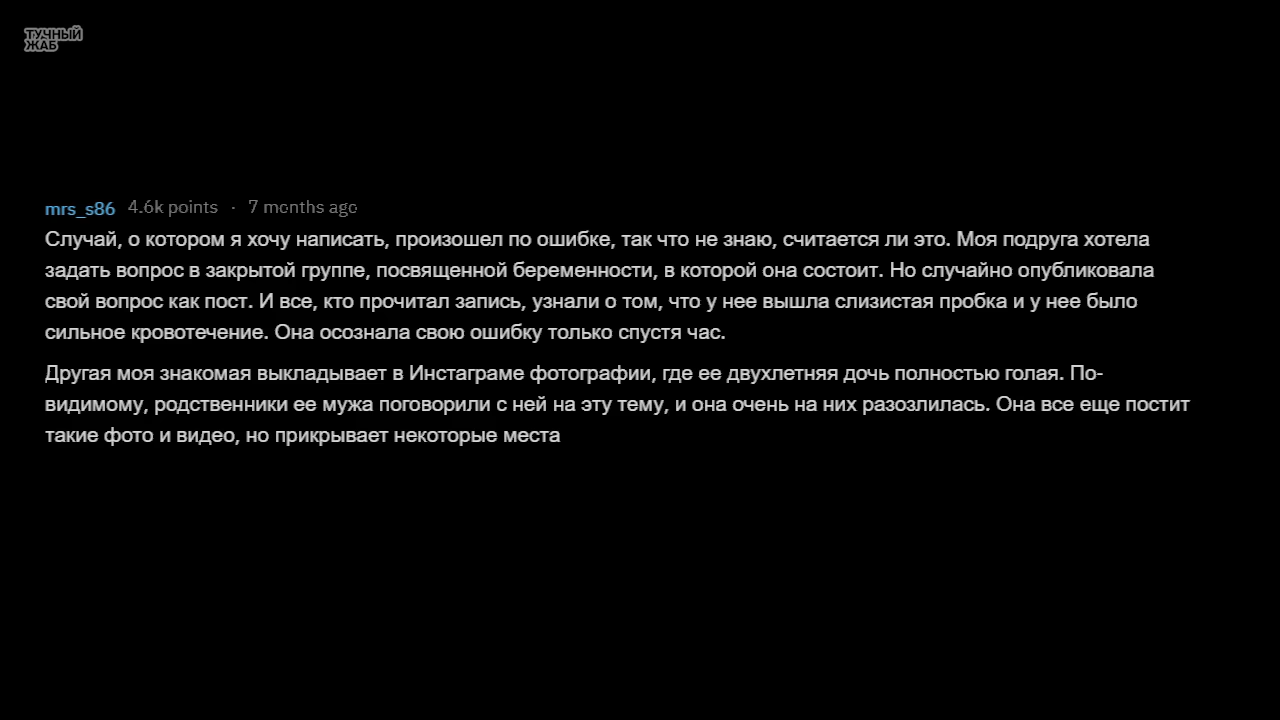 ТУЧНЫЙ
ЖАБ
mrs_s86 4.6k points · 7 months ago
Случай, о котором я хочу написать, произошел по ошибке, так что не знаю, считается ли это. Моя подруга хотела
задать вопрос в закрытой группе, посвященной беременности, в которой она состоит. Но случайно опубликовала
свой вопрос как пост. И все, кто прочитал запись, узнали о том, что у нее вышла слизистая пробка и у нее было
сильное кровотечение. Она осознала свою ошибку только спустя час.
Другая моя знакомая выкладывает в Инстаграме фотографии, где ее двухлетняя дочь полностью голая. По-
видимому, родственники ее мужа поговорили с ней на эту тему, и она очень на них разозлилась. Она все еще постит
такие фото и видео, но прикрывает некоторые места